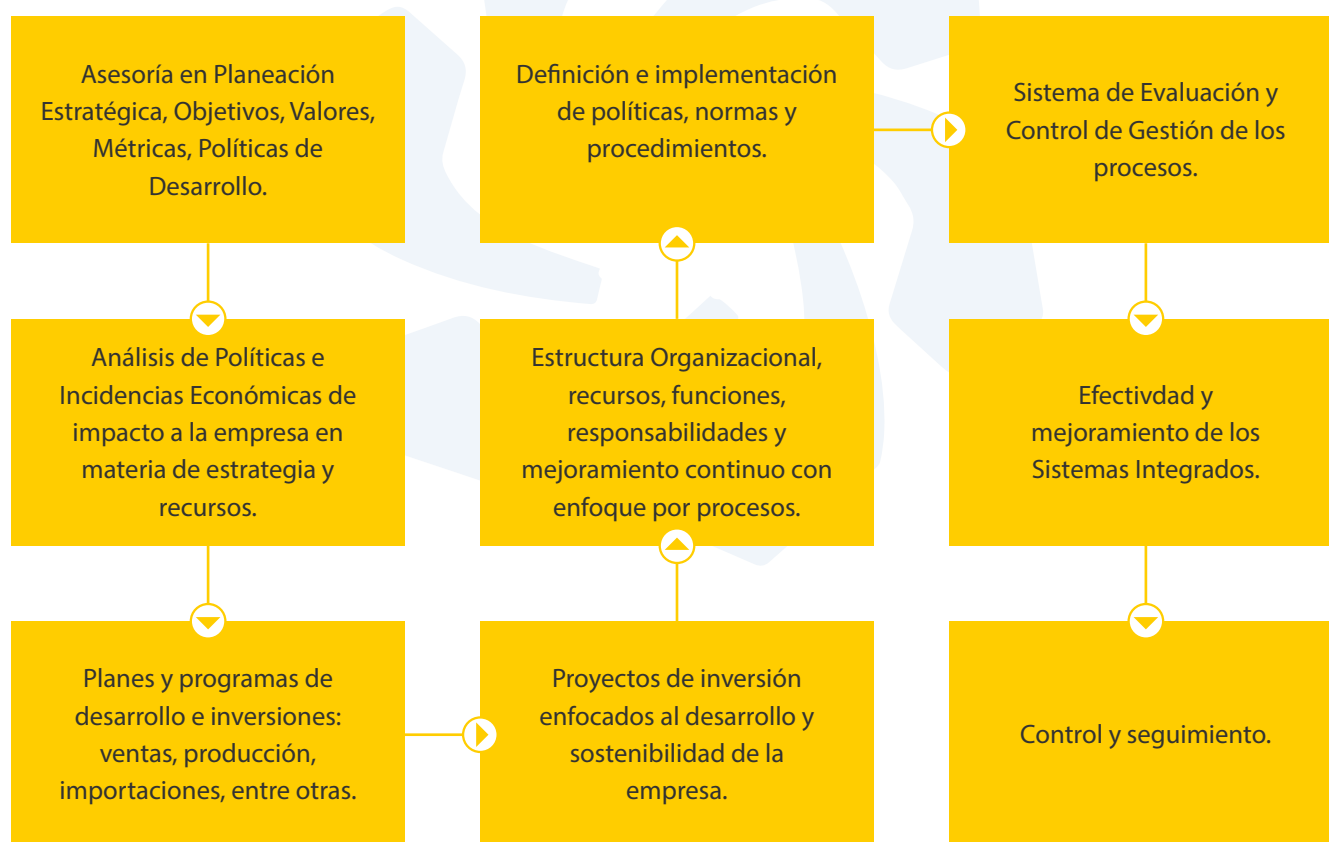 Asesoría en Planeación
Estratégica, Objetivos, Valores,
Métricas, Políticas de
Desarrollo.
Análisis de Políticas e
Incidencias Económicas de
impacto a la empresa en
materia de estrategia y
recursos.
Planes y programas de
desarrollo e inversiones:
ventas, producción,
importaciones, entre otras.
Proyectos de inversión
enfocados al desarrollo y
sostenibilidad de la
empresa.
Estructura Organizacional,
recursos, funciones,
responsabilidades y
mejoramiento continuo con
enfoque por procesos.
Definición e implementación
de políticas, normas y
procedimientos.
Sistema de Evaluación y
Control de Gestión de los
procesos.
Efectivdad y
mejoramiento de los
Sistemas Integrados.
Control y seguimiento.